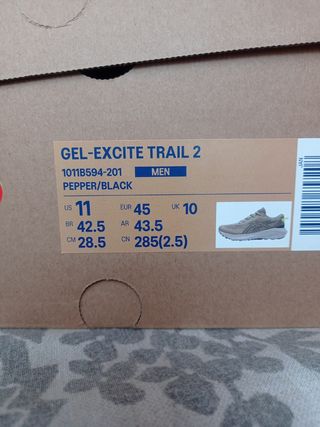 GEL-EXCITE TRAIL 2
1011B594-201 MEN
PEPPER/BLACK
US 11 EUR 45 UK 10
BR 42.5 AR 43.5
CM 28.5 CN 285(2.5)